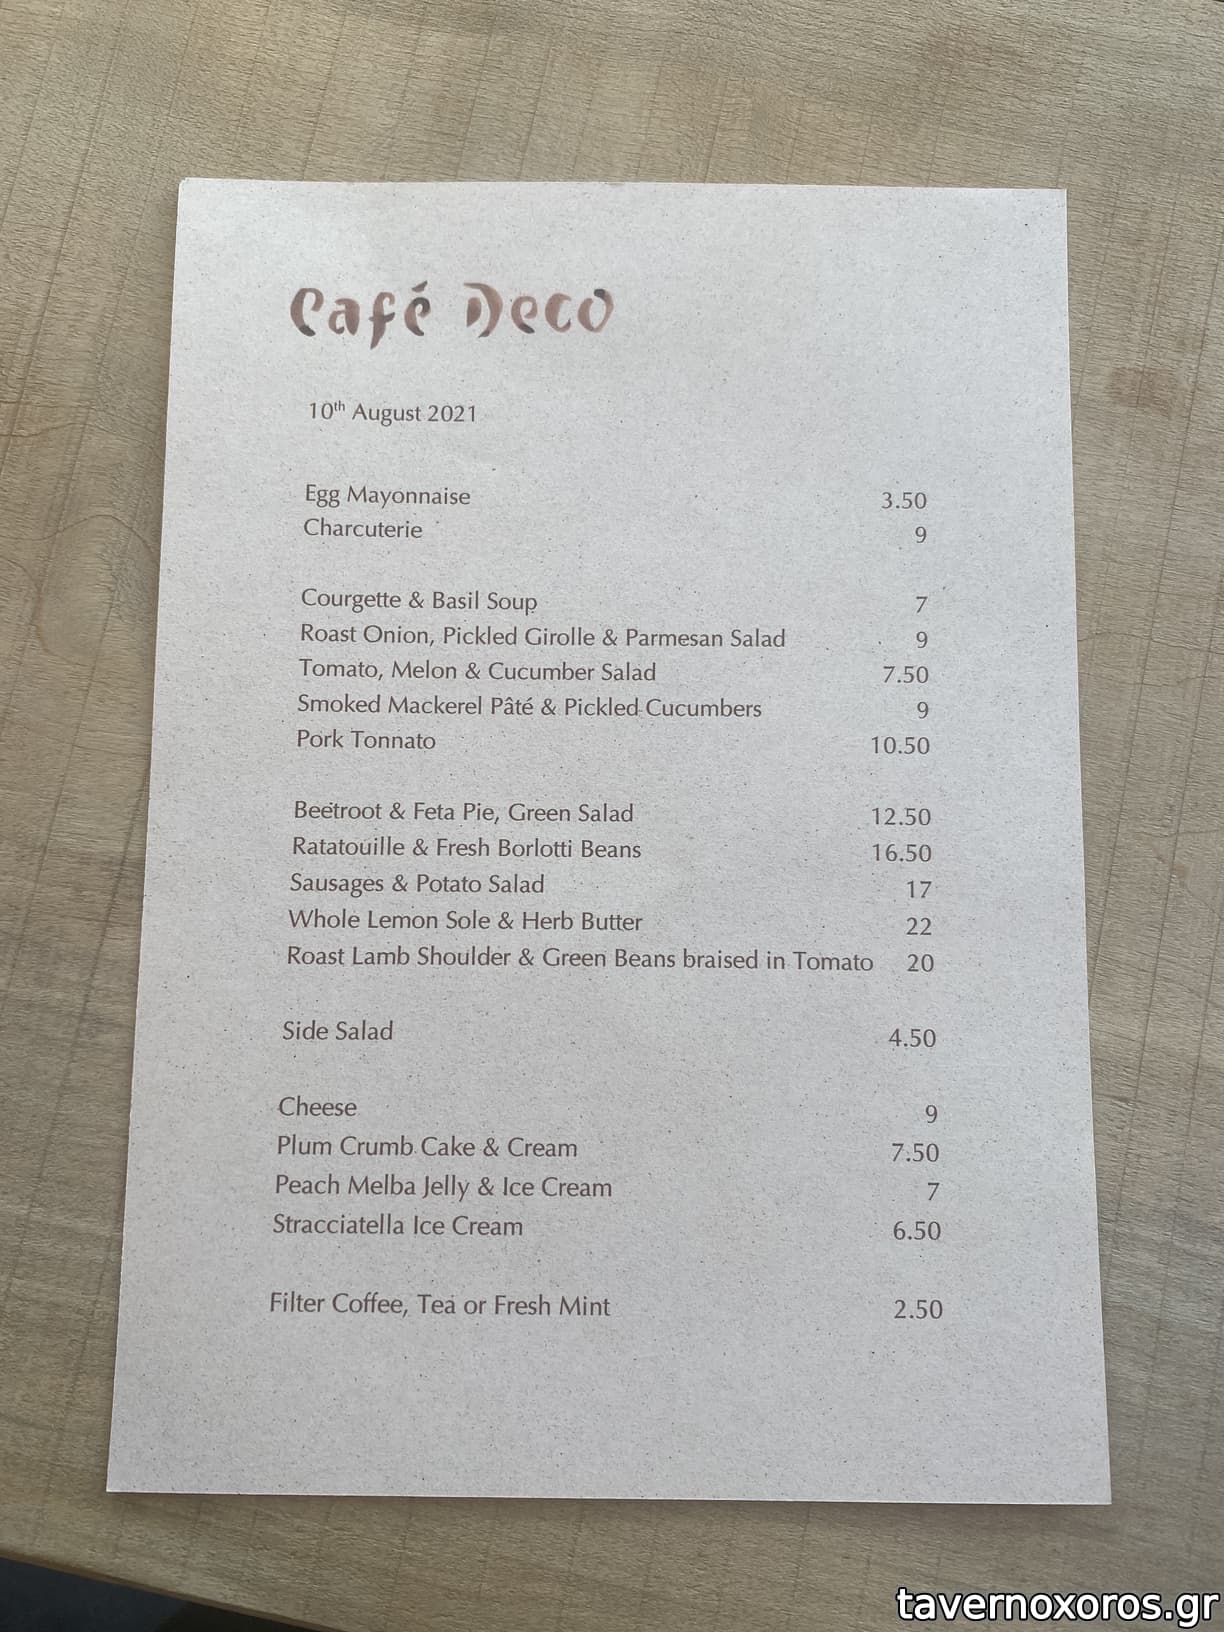 Café Deco
10th August 2021
Egg Mayonnaise 3.50
Charcuterie 9
Courgette & Basil Soup 7
Roast Onion, Pickled Girolle & Parmesan Salad 9
Tomato, Melon & Cucumber Salad 7.50
Smoked Mackerel Pâté & Pickled Cucumbers 9
Pork Tonnato 10.50
Beetroot & Feta Pie, Green Salad 12.50
Ratatouille & Fresh Borlotti Beans 16.50
Sausages & Potato Salad 17
Whole Lemon Sole & Herb Butter 22
Roast Lamb Shoulder & Green Beans braised in Tomato 20
Side Salad 4.50
Cheese 9
Plum Crumb Cake & Cream 7.50
Peach Melba Jelly & Ice Cream 7
Stracciatella Ice Cream 6.50
Filter Coffee, Tea or Fresh Mint 2.50
tavernoxoros.gr